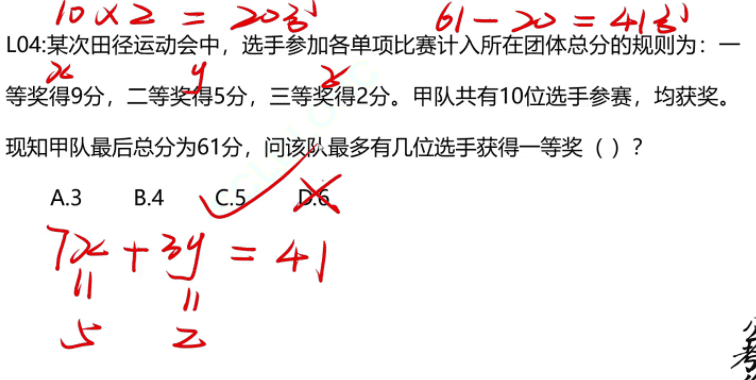 10×2=20分 61-20=41分
L04:某次田径运动会中，选手参加各单项比赛计入所在团体总分的规则为：一
x y z
等奖得9分，二等奖得5分，三等奖得2分。甲队共有10位选手参赛，均获奖。
现知甲队最后总分为61分，问该队最多有几位选手获得一等奖（ ）？
A.3 B.4 C.5 D.6
7x+3y=41
5 2